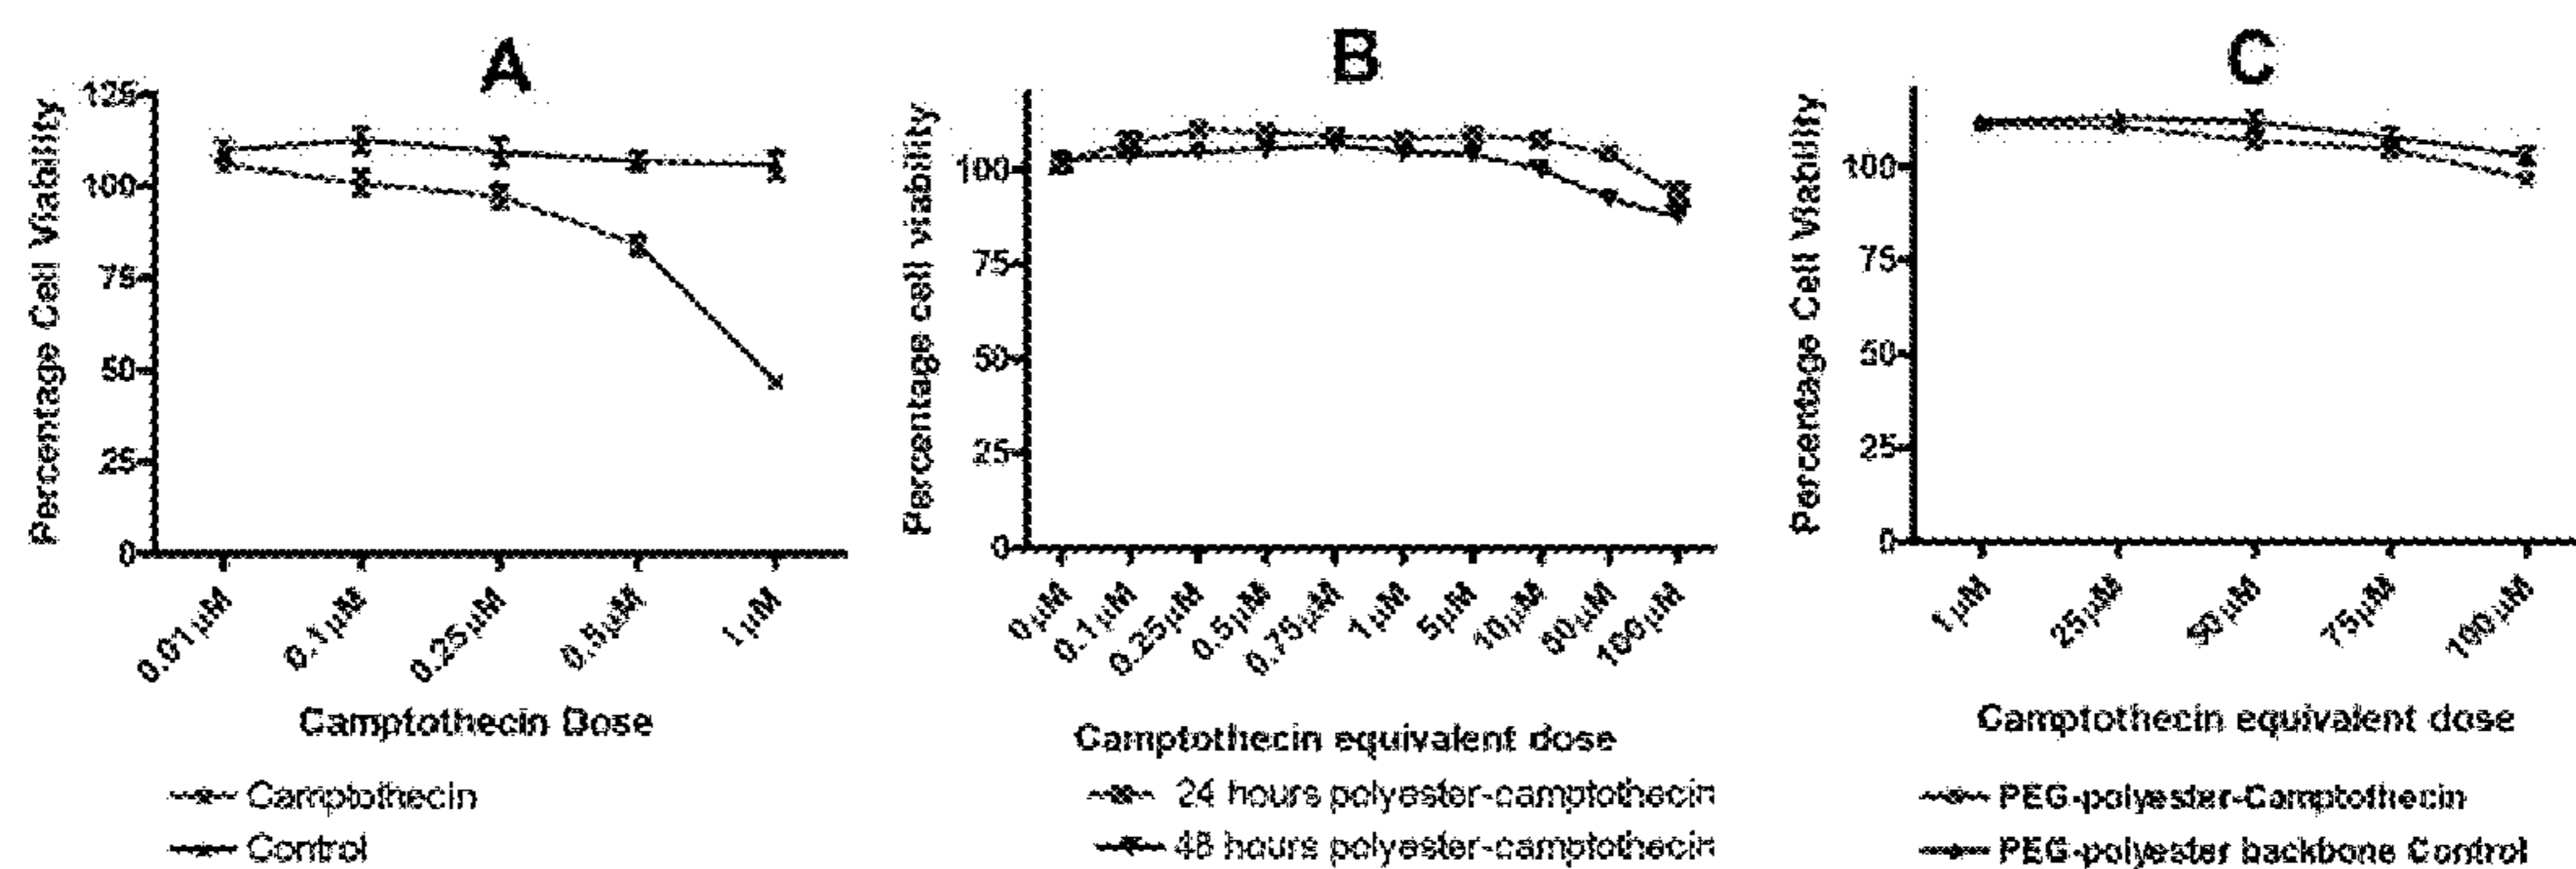 A
Percentage Cell Viability
125
100
75
50
25
0
0.01µM
0.1µM
0.25µM
0.5µM
1µM
Camptothecin Dose
Camptothecin
Control
B
Percentage cell viability
100
75
50
25
0
0µM
0.1µM
0.25µM
0.5µM
0.75µM
1µM
5µM
10µM
50µM
100µM
Camptothecin equivalent dose
24 hours polyester-camptothecin
48 hours polyester-camptothecin
C
Percentage Cell Viability
100
75
50
25
0
1µM
25µM
50µM
75µM
100µM
Camptothecin equivalent dose
PEG-polyester-Camptothecin
PEG-polyester backbone Control